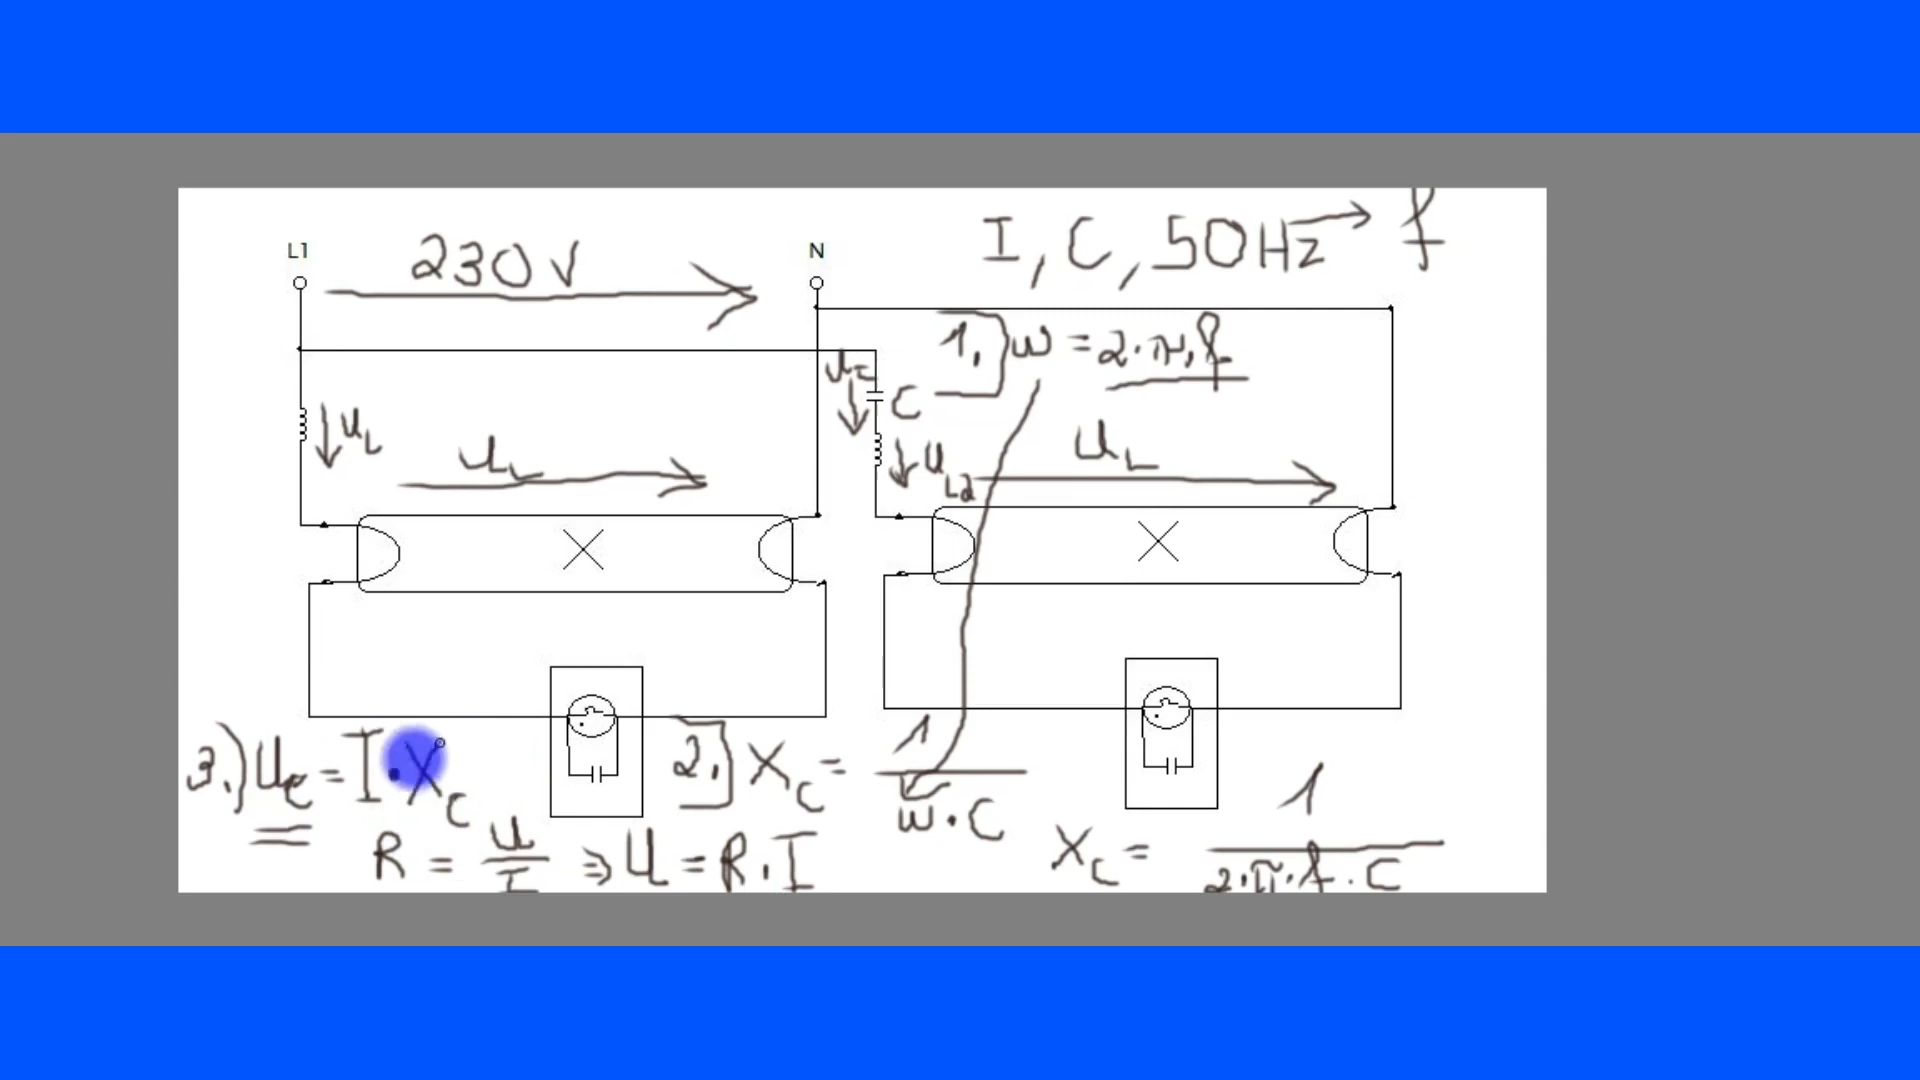 L1
230V
N
I, C, 50Hz → f
1.) ω = 2·π·f
U_C
C
U_L
U_L
U_L2
U_L
3.) U_C = I·X_C
2.) X_C = 1 / ω·C
R = U / I ⇒ U = R·I
X_C = 1 / 2·π·f·C